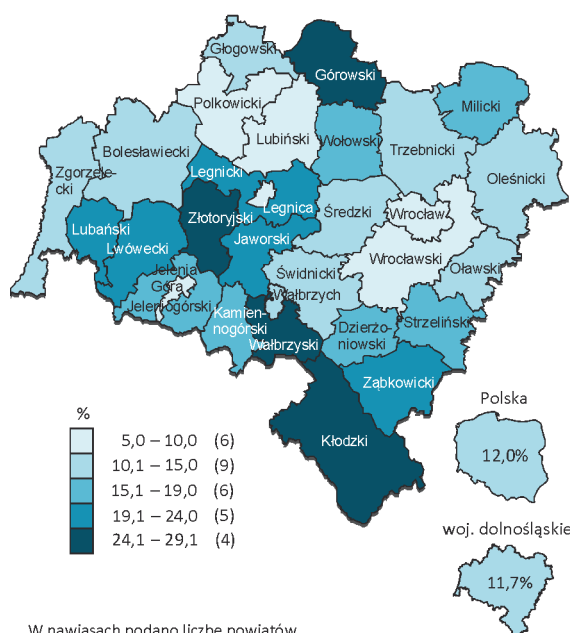 Głogowski
Górowski
Polkowicki
Milicki
Lubiński
Wołowski
Trzebnicki
Bolesławiecki
Zgorzele-
cki
Legnicki
Oleśnicki
Legnica
Złotoryjski
Średzki
Wrocław
Lubański
Jaworski
Lwówecki
Wrocławski
Jelenia
Góra
Świdnicki
Oławski
Wałbrzych
Jeleniogórski
Kamien-
nogórski
Dzierżo-
niowski
Strzeliński
Wałbrzyski
Ząbkowicki
Kłodzki
Polska
12,0%
%
5,0 – 10,0 (6)
10,1 – 15,0 (9)
15,1 – 19,0 (6)
19,1 – 24,0 (5)
24,1 – 29,1 (4)
woj. dolnośląskie
11,7%
W nawiasach podano liczbę powiatów